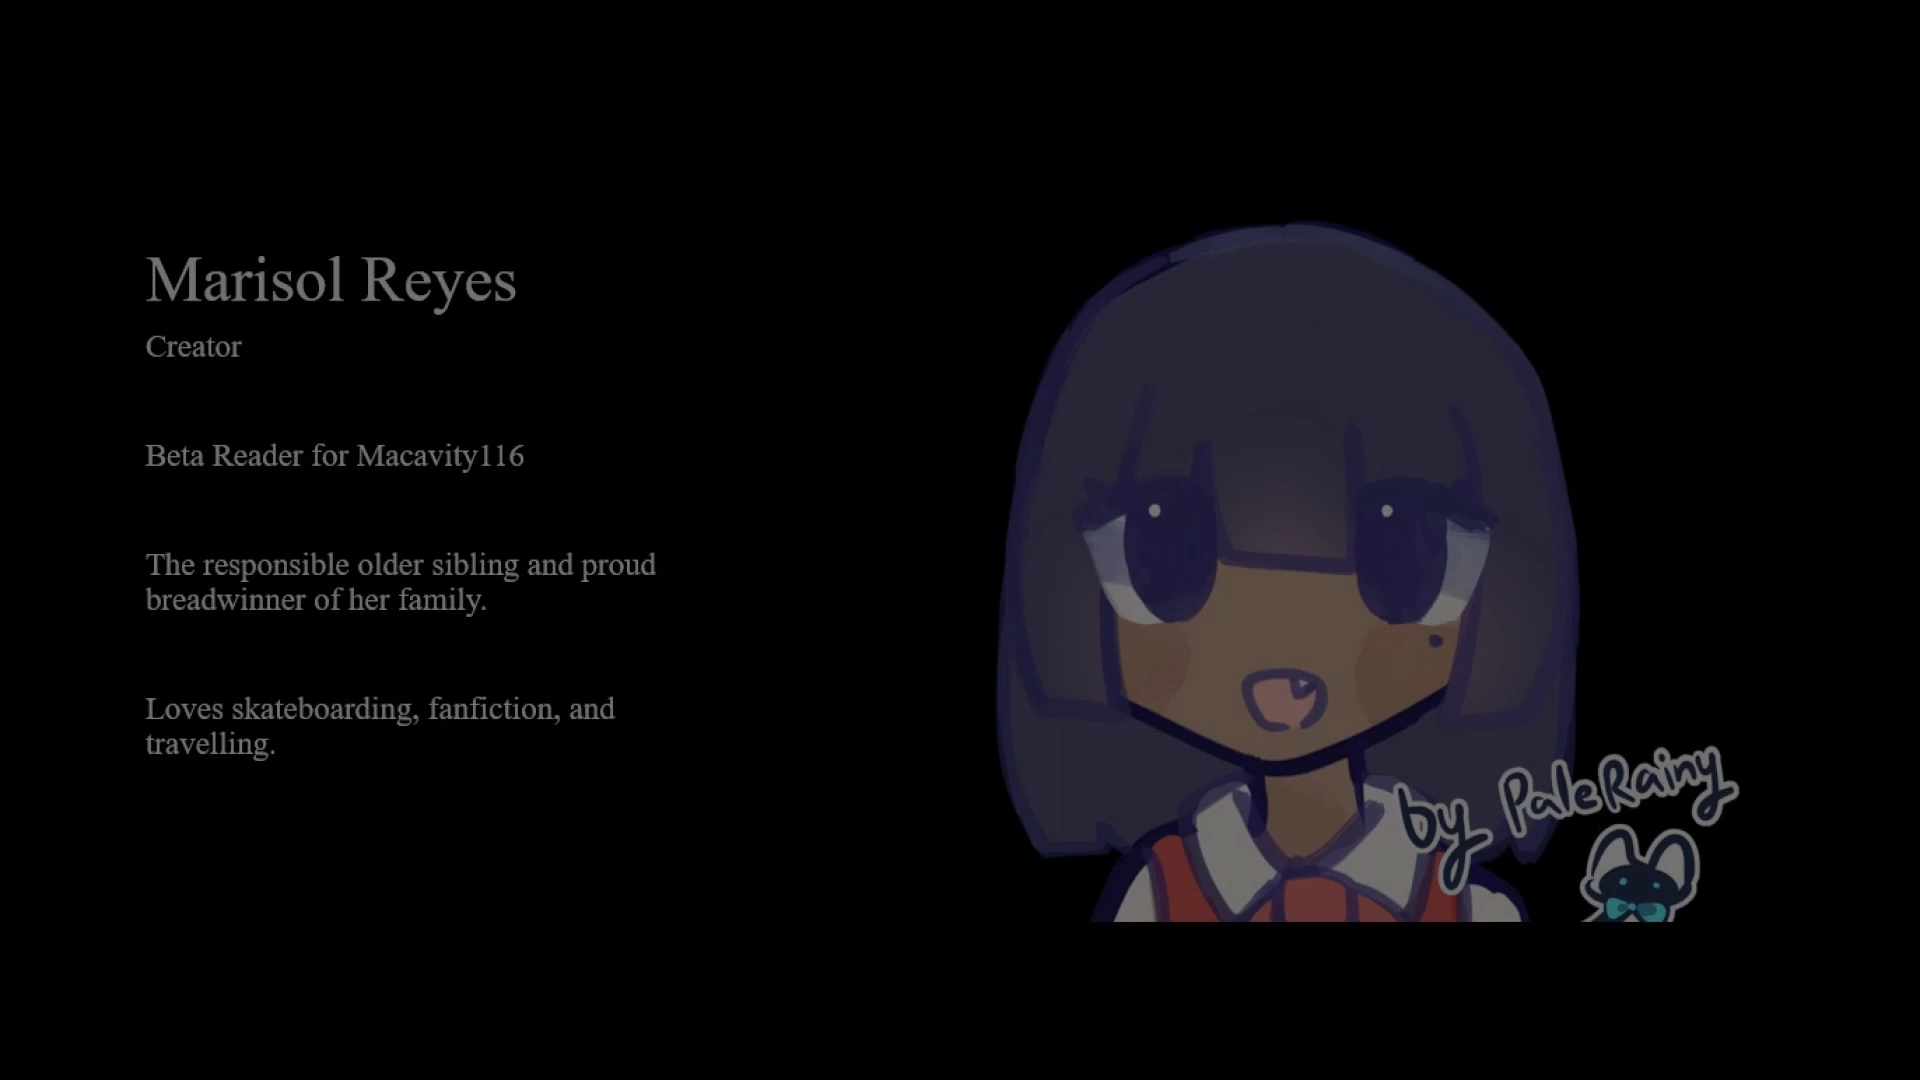 Marisol Reyes
Creator
Beta Reader for Macavity116
The responsible older sibling and proud
breadwinner of her family.
Loves skateboarding, fanfiction, and
travelling.
by PaleRainy